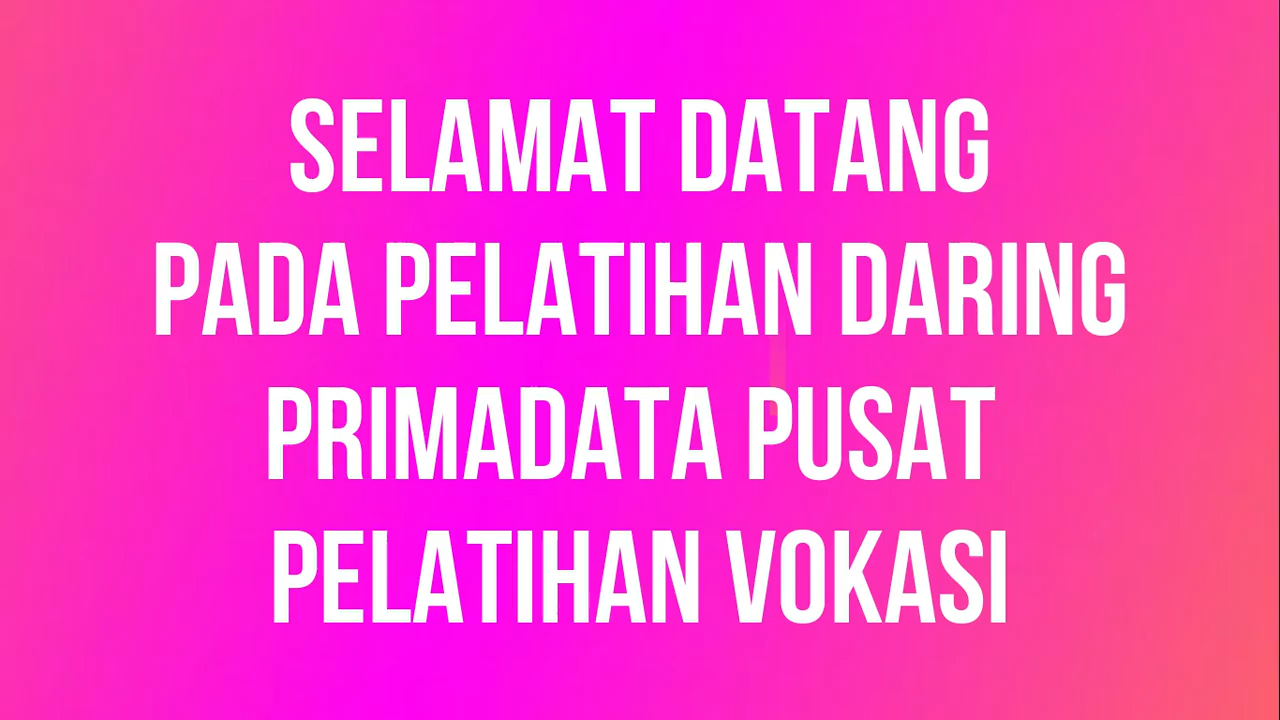 SELAMAT DATANG
PADA PELATIHAN DARING
PRIMADATA PUSAT
PELATIHAN VOKASI